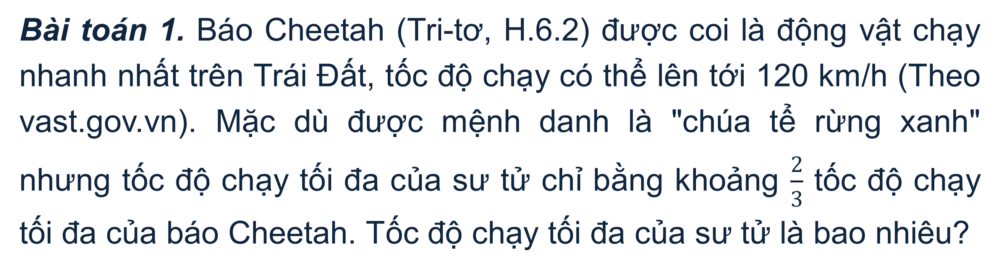 Bài toán 1. Báo Cheetah (Tri-tơ, H.6.2) được coi là động vật chạy
nhanh nhất trên Trái Đất, tốc độ chạy có thể lên tới 120 km/h (Theo
vast.gov.vn). Mặc dù được mệnh danh là "chúa tể rừng xanh"
nhưng tốc độ chạy tối đa của sư tử chỉ bằng khoảng 2/3 tốc độ chạy
tối đa của báo Cheetah. Tốc độ chạy tối đa của sư tử là bao nhiêu?